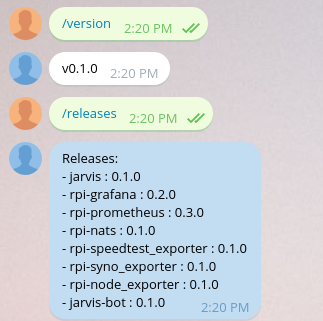 /version 2:20 PM
v0.1.0 2:20 PM
/releases 2:20 PM
Releases:
- jarvis : 0.1.0
- rpi-grafana : 0.2.0
- rpi-prometheus : 0.3.0
- rpi-nats : 0.1.0
- rpi-speedtest_exporter : 0.1.0
- rpi-syno_exporter : 0.1.0
- rpi-node_exporter : 0.1.0
- jarvis-bot : 0.1.0 2:20 PM